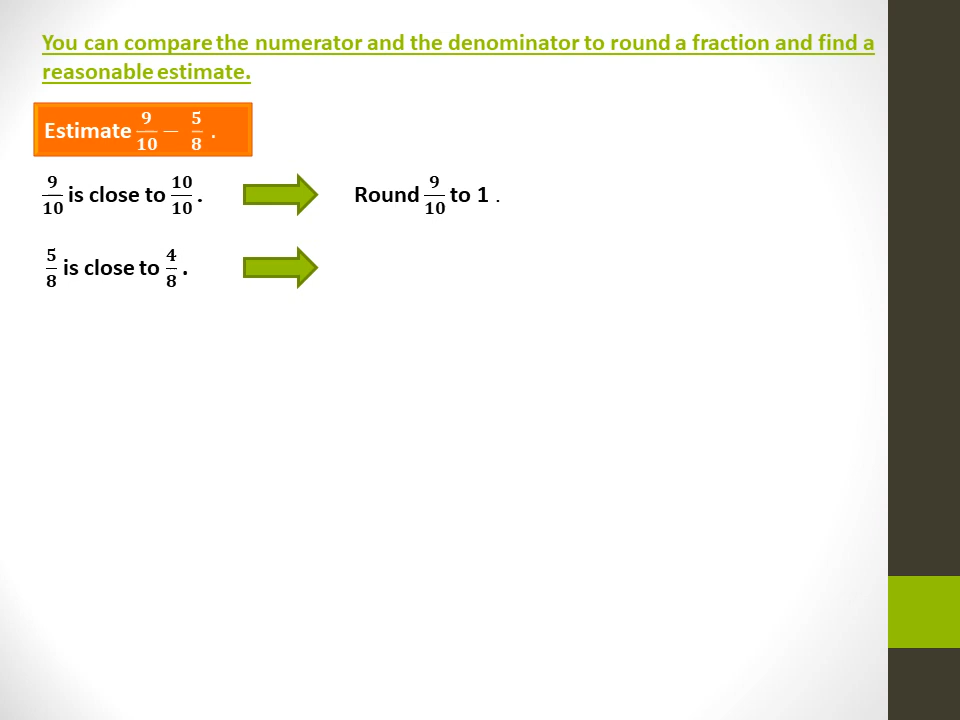 You can compare the numerator and the denominator to round a fraction and find a
reasonable estimate.
Estimate 9/10 − 5/8 .
9/10 is close to 10/10 .
Round 9/10 to 1 .
5/8 is close to 4/8 .